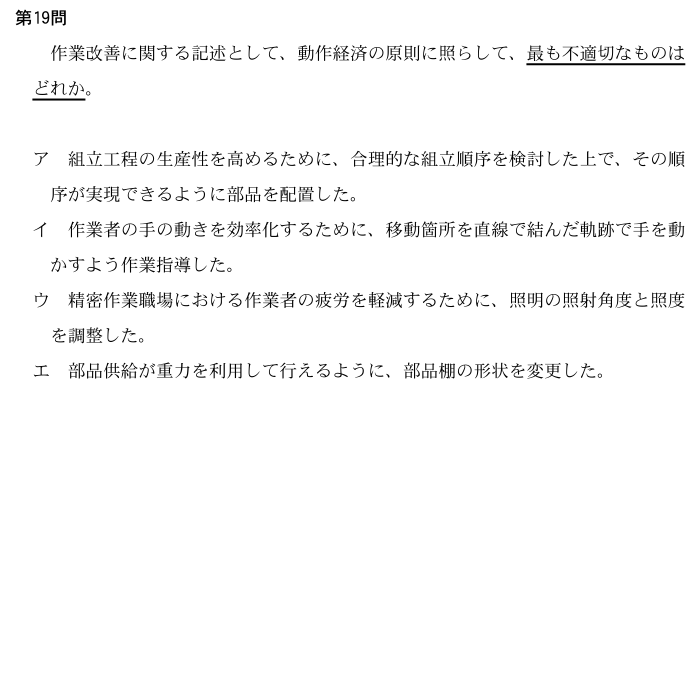 第19問
作業改善に関する記述として、動作経済の原則に照らして、最も不適切なものは
どれか。
ア　組立工程の生産性を高めるために、合理的な組立順序を検討した上で、その順
序が実現できるように部品を配置した。
イ　作業者の手の動きを効率化するために、移動箇所を直線で結んだ軌跡で手を動
かすよう作業指導した。
ウ　精密作業職場における作業者の疲労を軽減するために、照明の照射角度と照度
を調整した。
エ　部品供給が重力を利用して行えるように、部品棚の形状を変更した。